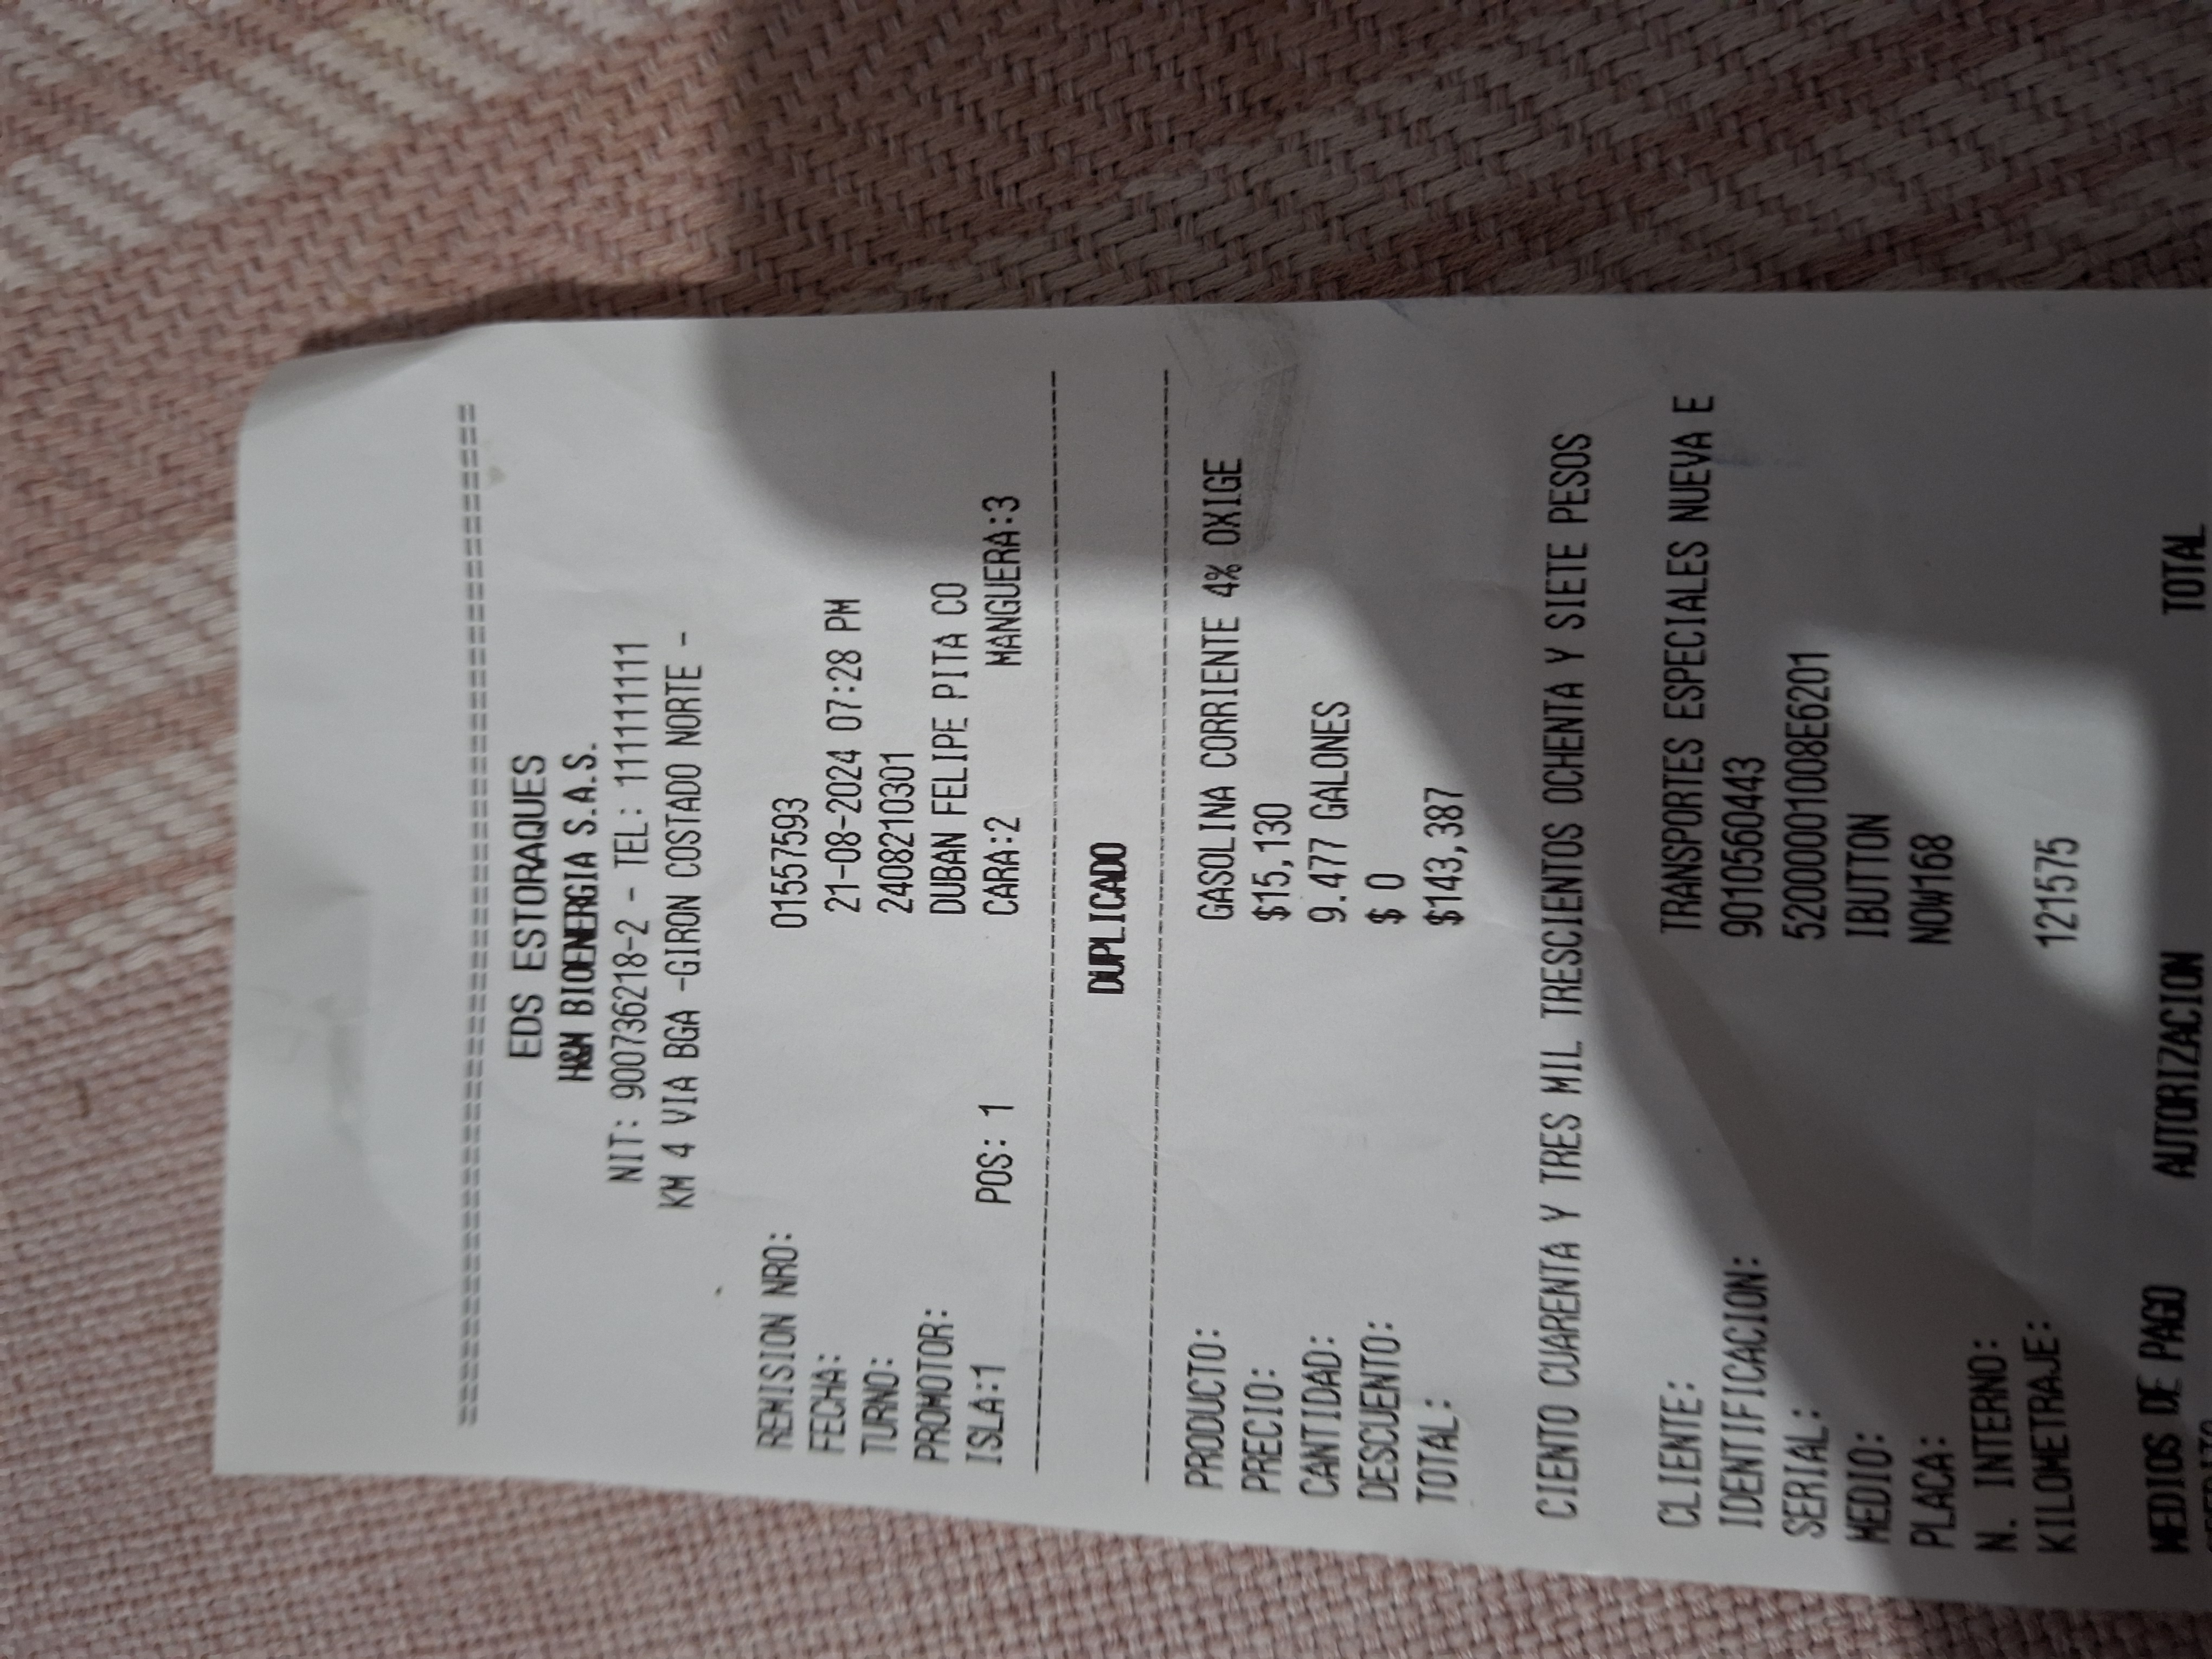 ================================================
EDS ESTORAQUES
H&M BIOENERGIA S.A.S.
NIT: 900736218-2 - TEL: 1111111111
KM 4 VIA BGA -GIRON COSTADO NORTE -
REMISION NRO: 01557593
FECHA: 21-08-2024 07:28 PM
TURNO: 240821​0301
PROMOTOR: DUBAN FELIPE PITA CO
ISLA:1 POS: 1 CARA:2 MANGUERA:3
------------------------------------------------
DUPLICADO
------------------------------------------------
PRODUCTO: GASOLINA CORRIENTE 4% OXIGE
PRECIO: $15,130
CANTIDAD: 9.477 GALONES
DESCUENTO: $ 0
TOTAL: $143,387
CIENTO CUARENTA Y TRES MIL TRESCIENTOS OCHENTA Y SIETE PESOS
CLIENTE: TRANSPORTES ESPECIALES NUEVA E
IDENTIFICACION: 9010560443
SERIAL: 52000001008E6201
MEDIO: IBUTTON
PLACA: NOW168
N. INTERNO:
KILOMETRAJE: 121575
MEDIOS DE PAGO AUTORIZACION TOTAL